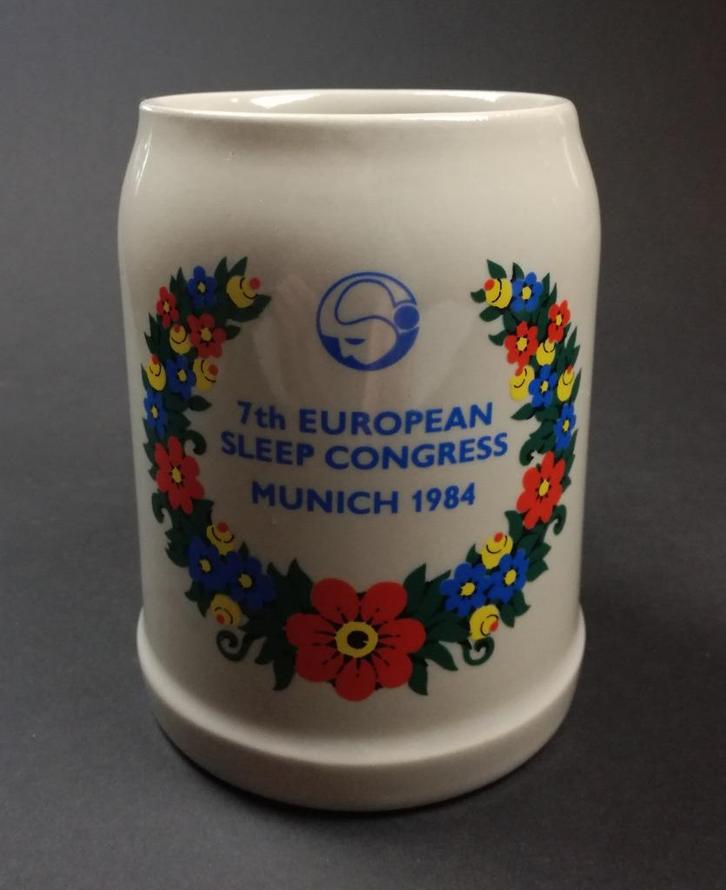 7th EUROPEAN
SLEEP CONGRESS
MUNICH 1984